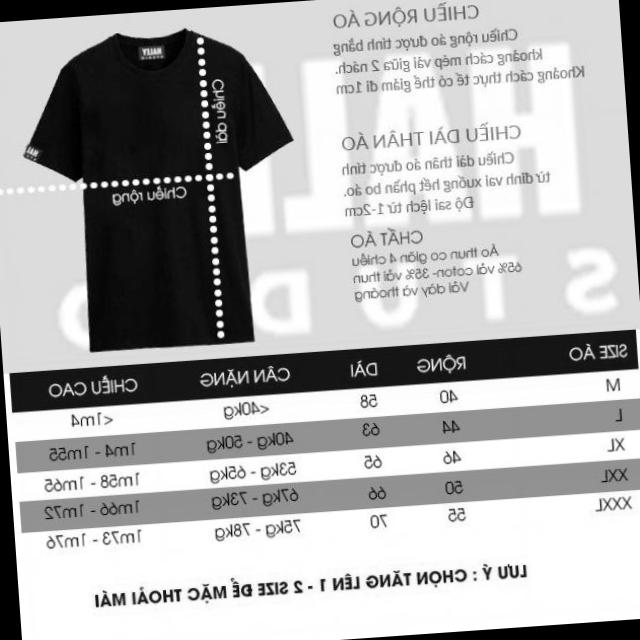 CHIỀU RỘNG ÁO
Chiều rộng áo được tính bằng
khoảng cách mép vải giữa 2 nách.
Khoảng cách thực tế có thể giảm đi 1cm
CHIỀU DÀI THÂN ÁO
Chiều dài thân áo được tính
từ đỉnh vai xuống hết phần bo áo.
Độ sai lệch từ 1-2cm
CHẤT ÁO
Áo thun co giãn 4 chiều
65% vải coton- 35% vải thun
Vải dày và thoáng
HALLY
Chiều dài
Chiều rộng
HALLY
STUDIO
SIZE ÁO RỘNG DÀI CÂN NẶNG CHIỀU CAO
M 40 58 <40kg <1m4
L 44 63 40kg - 50kg 1m4 - 1m55
XL 46 65 53kg - 65kg 1m58 - 1m65
XXL 50 66 67kg - 73kg 1m66 - 1m72
XXXL 55 70 75kg - 78kg 1m73 - 1m76
LƯU Ý : CHỌN TĂNG LÊN 1 - 2 SIZE ĐỂ MẶC THOẢI MÁI